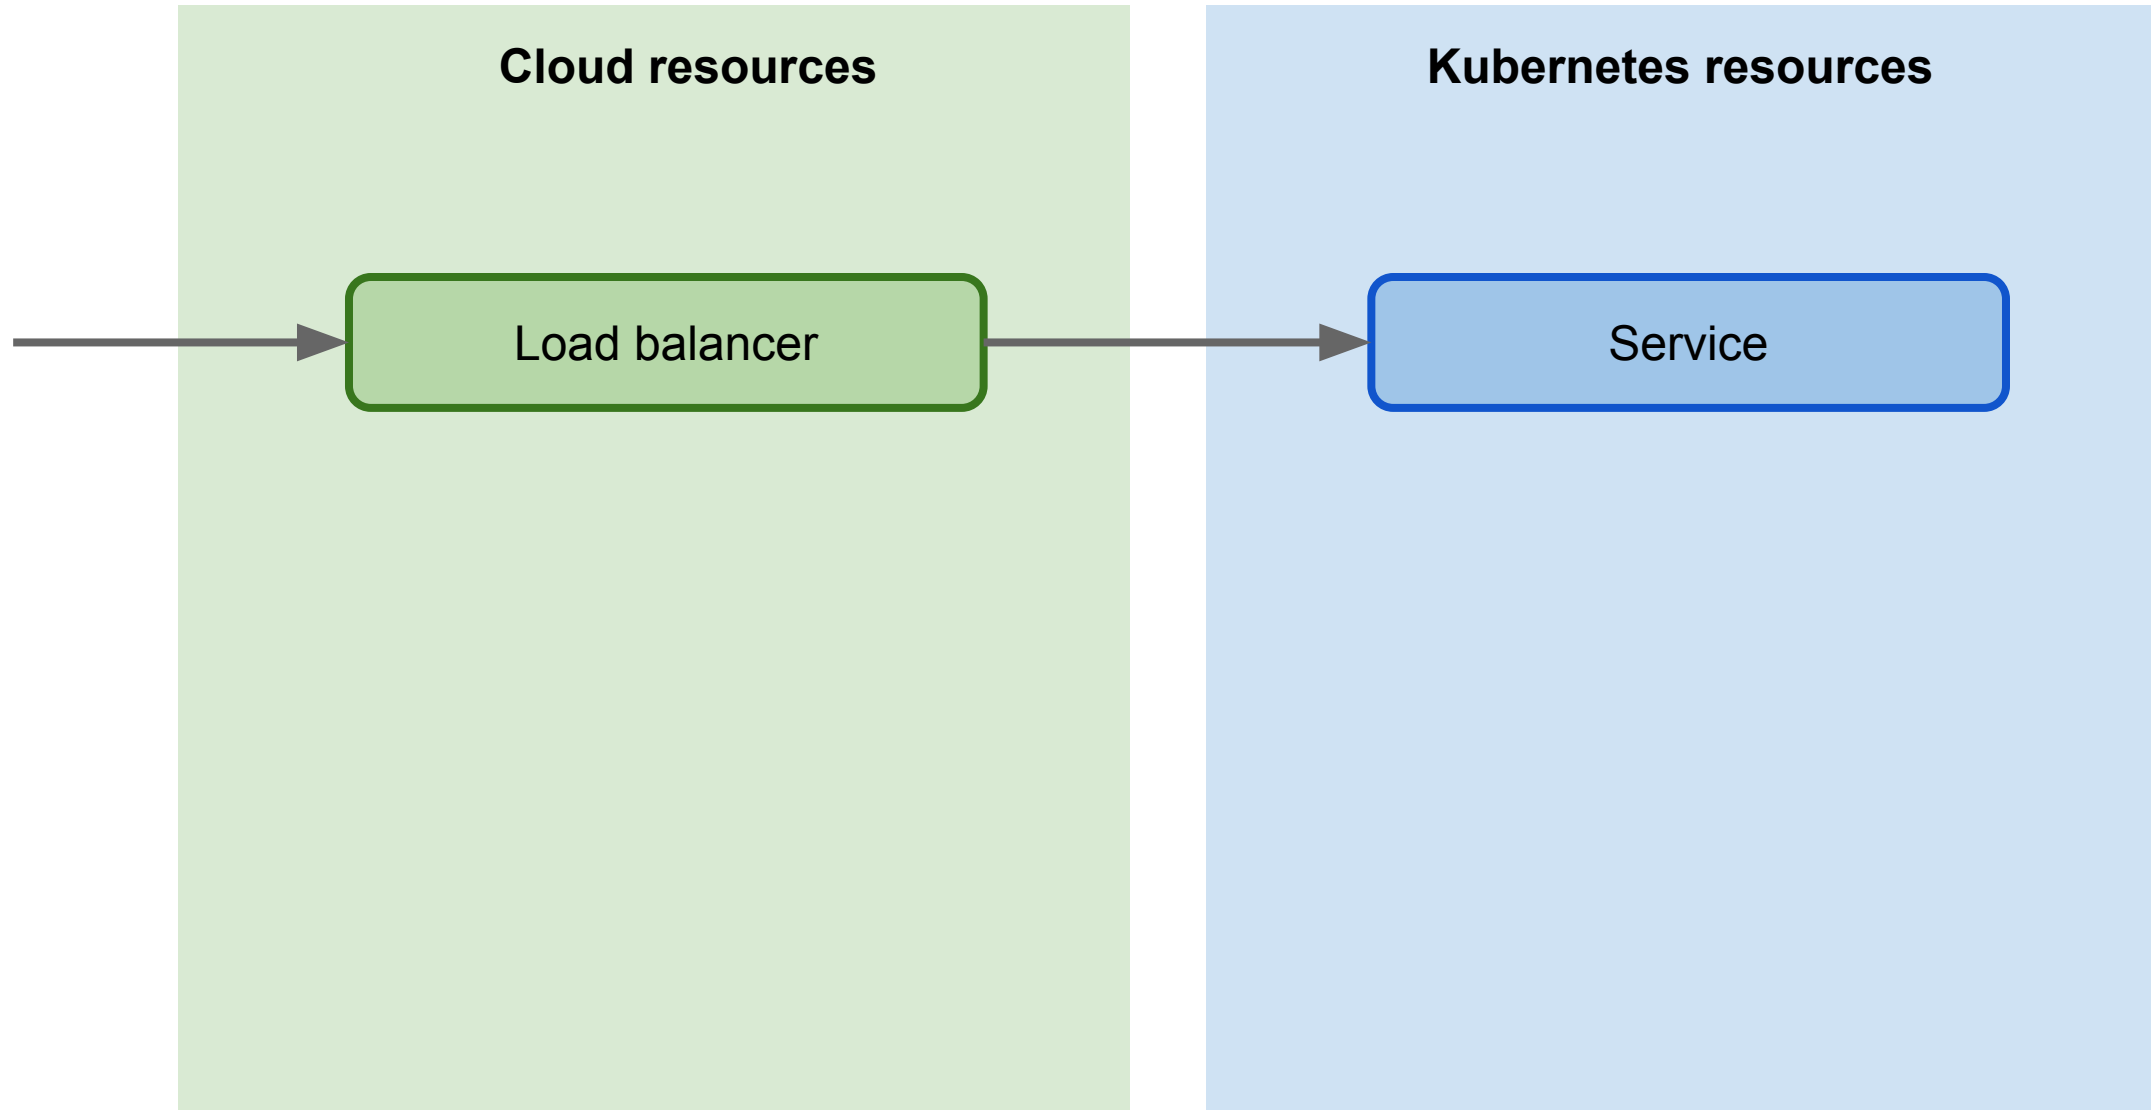 Cloud resources
Kubernetes resources
Load balancer
Service